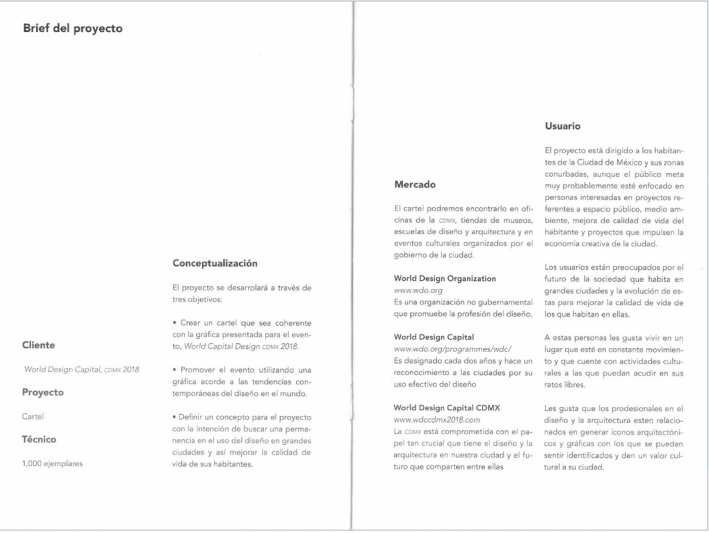 Brief del proyecto
Cliente
World Design Capital, CDMX 2018
Proyecto
Cartel
Técnico
1,000 ejemplares
Conceptualización
El proyecto se desarrolará a través de
tres objetivos:
• Crear un cartel que sea coherente
con la gráfica presentada para el even-
to, World Capital Design CDMX 2018.
• Promover el evento utilizando una
gráfica acorde a las tendencias con-
temporáneas del diseño en el mundo.
• Definir un concepto para el proyecto
con la intención de buscar una perma-
nencia en el uso del diseño en grandes
ciudades y así mejorar la calidad de
vida de sus habitantes.
Mercado
El cartel podremos encontrarlo en ofi-
cinas de la CDMX, tiendas de museos,
escuelas de diseño y arquitectura y en
eventos culturales organizados por el
gobierno de la ciudad.
World Design Organization
www.wdo.org
Es una organización no gubernamental
que promueve la profesión del diseño.
World Design Capital
www.wdo.org/programmes/wdc/
Es designado cada dos años y hace un
reconocimiento a las ciudades por su
uso efectivo del diseño
World Design Capital CDMX
www.wdccdmx2018.com
La CDMX está comprometida con el pa-
pel tan crucial que tiene el diseño y la
arquitectura en nuestra ciudad y el fu-
turo que comparten entre ellas
Usuario
El proyecto está dirigido a los habitan-
tes de la Ciudad de México y sus zonas
conurbadas, aunque el público meta
muy probablemente esté enfocado en
personas interesadas en proyectos re-
ferentes a espacio público, medio am-
biente, mejora de calidad de vida del
habitante y proyectos que impulsen la
economía creativa de la ciudad.
Los usuarios están preocupados por el
futuro de la sociedad que habita en
grandes ciudades y la evolución de es-
tas para mejorar la calidad de vida de
los que habitan en ellas.
A estas personas les gusta vivir en un
lugar que esté en constante movimien-
to y que cuente con actividades cultu-
rales a las que puedan acudir en sus
ratos libres.
Les gusta que los prodesionales en el
diseño y la arquitectura esten relacio-
nados en generar íconos arquitectóni-
cos y gráficas con los que se puedan
sentir identificados y den un valor cul-
tural a su ciudad.